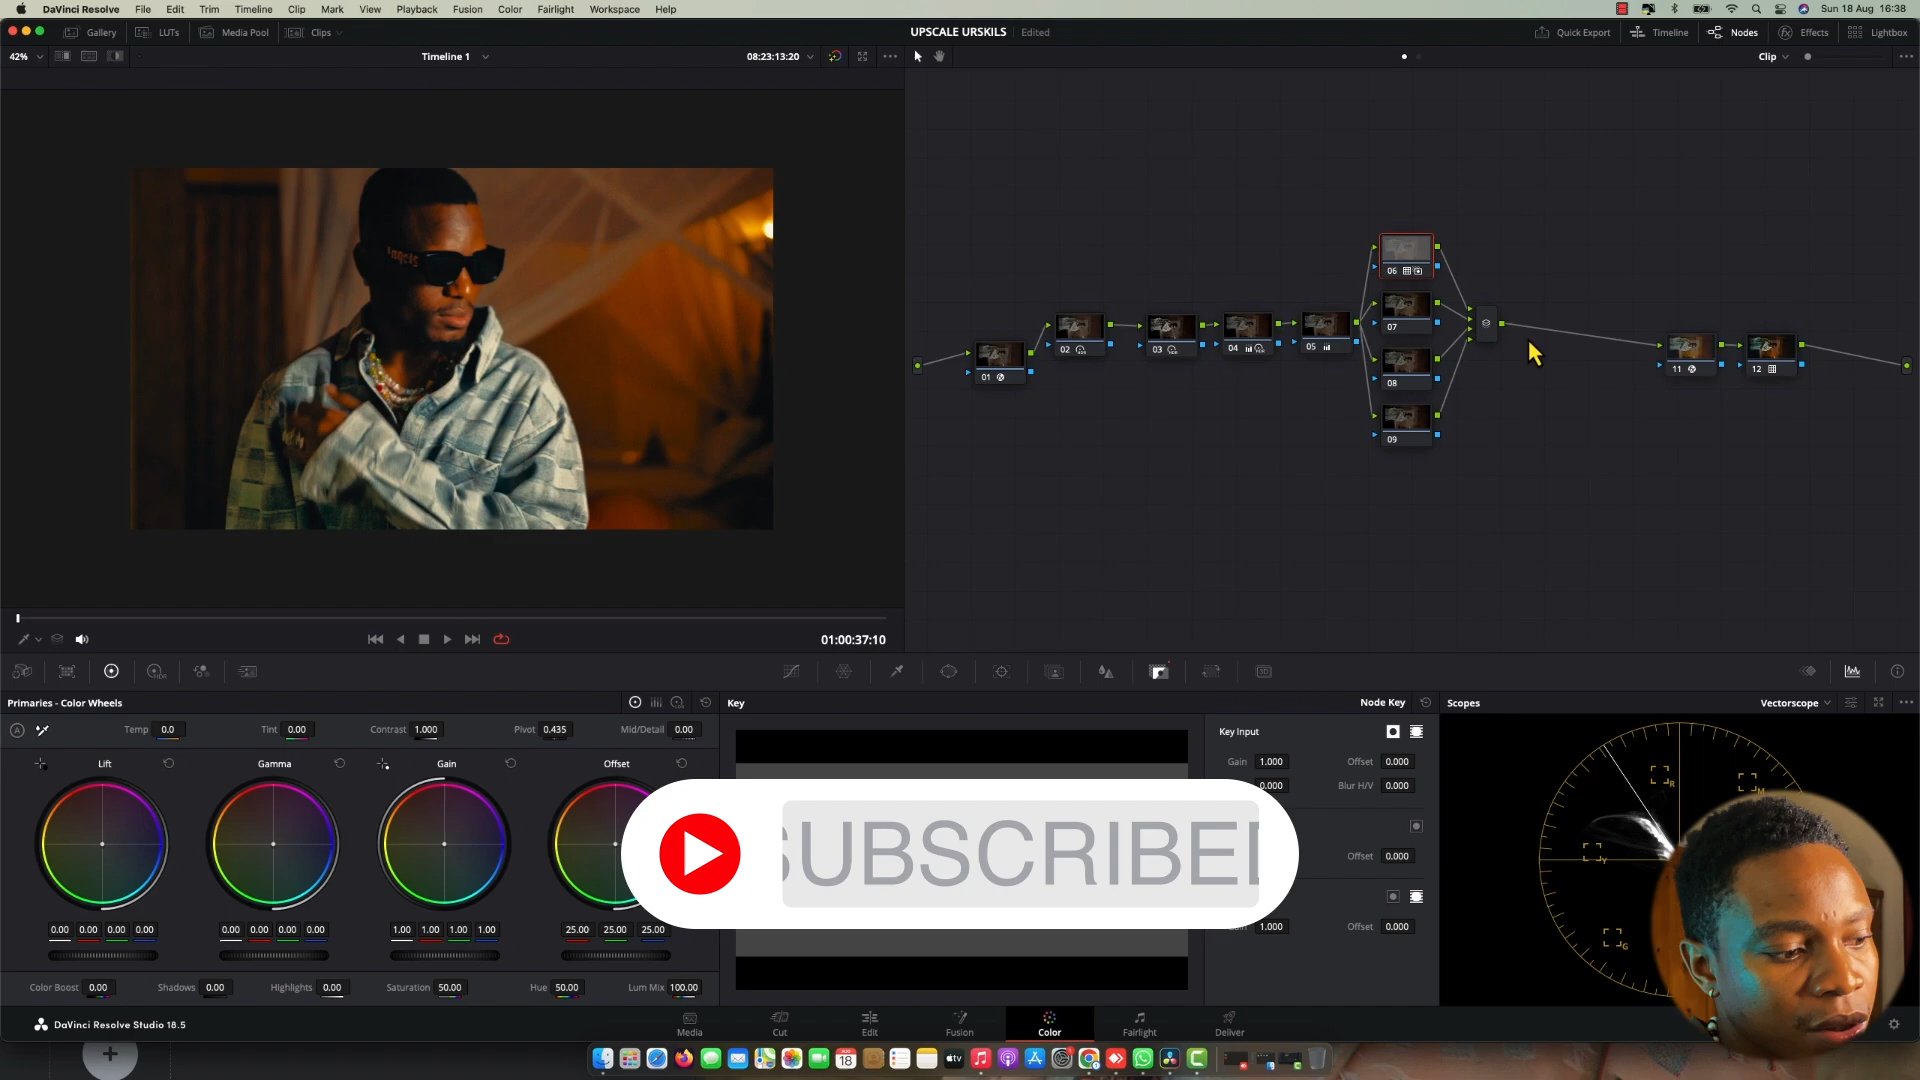 DaVinci Resolve File Edit Trim Timeline Clip Mark View Playback Fusion Color Fairlight Workspace Help
Sun 18 Aug 16:38
Gallery LUTs Media Pool Clips
UPSCALE URSKILS Edited
Quick Export Timeline Nodes Effects Lightbox
42%
Timeline 1
08:23:13:20
Clip
06
07
08
09
01
02
03
04
05
11
12
01:00:37:10
Primaries - Color Wheels
Key
Node Key
Scopes
Vectorscope
Temp 0.0 Tint 0.00 Contrast 1.000 Pivot 0.435 Mid/Detail 0.00
Key Input
Lift Gamma Gain Offset
Gain 1.000 Offset 0.000
0.000 Blur H/V 0.000
Offset 0.000
1.000 Offset 0.000
R
Y
G
SUBSCRIBED
0.00 0.00 0.00 0.00
0.00 0.00 0.00 0.00
1.00 1.00 1.00 1.00
25.00 25.00 25.00
Color Boost 0.00 Shadows 0.00 Highlights 0.00 Saturation 50.00 Hue 50.00 Lum Mix 100.00
DaVinci Resolve Studio 18.5
Media Cut Edit Fusion Color Fairlight Deliver
18
tv